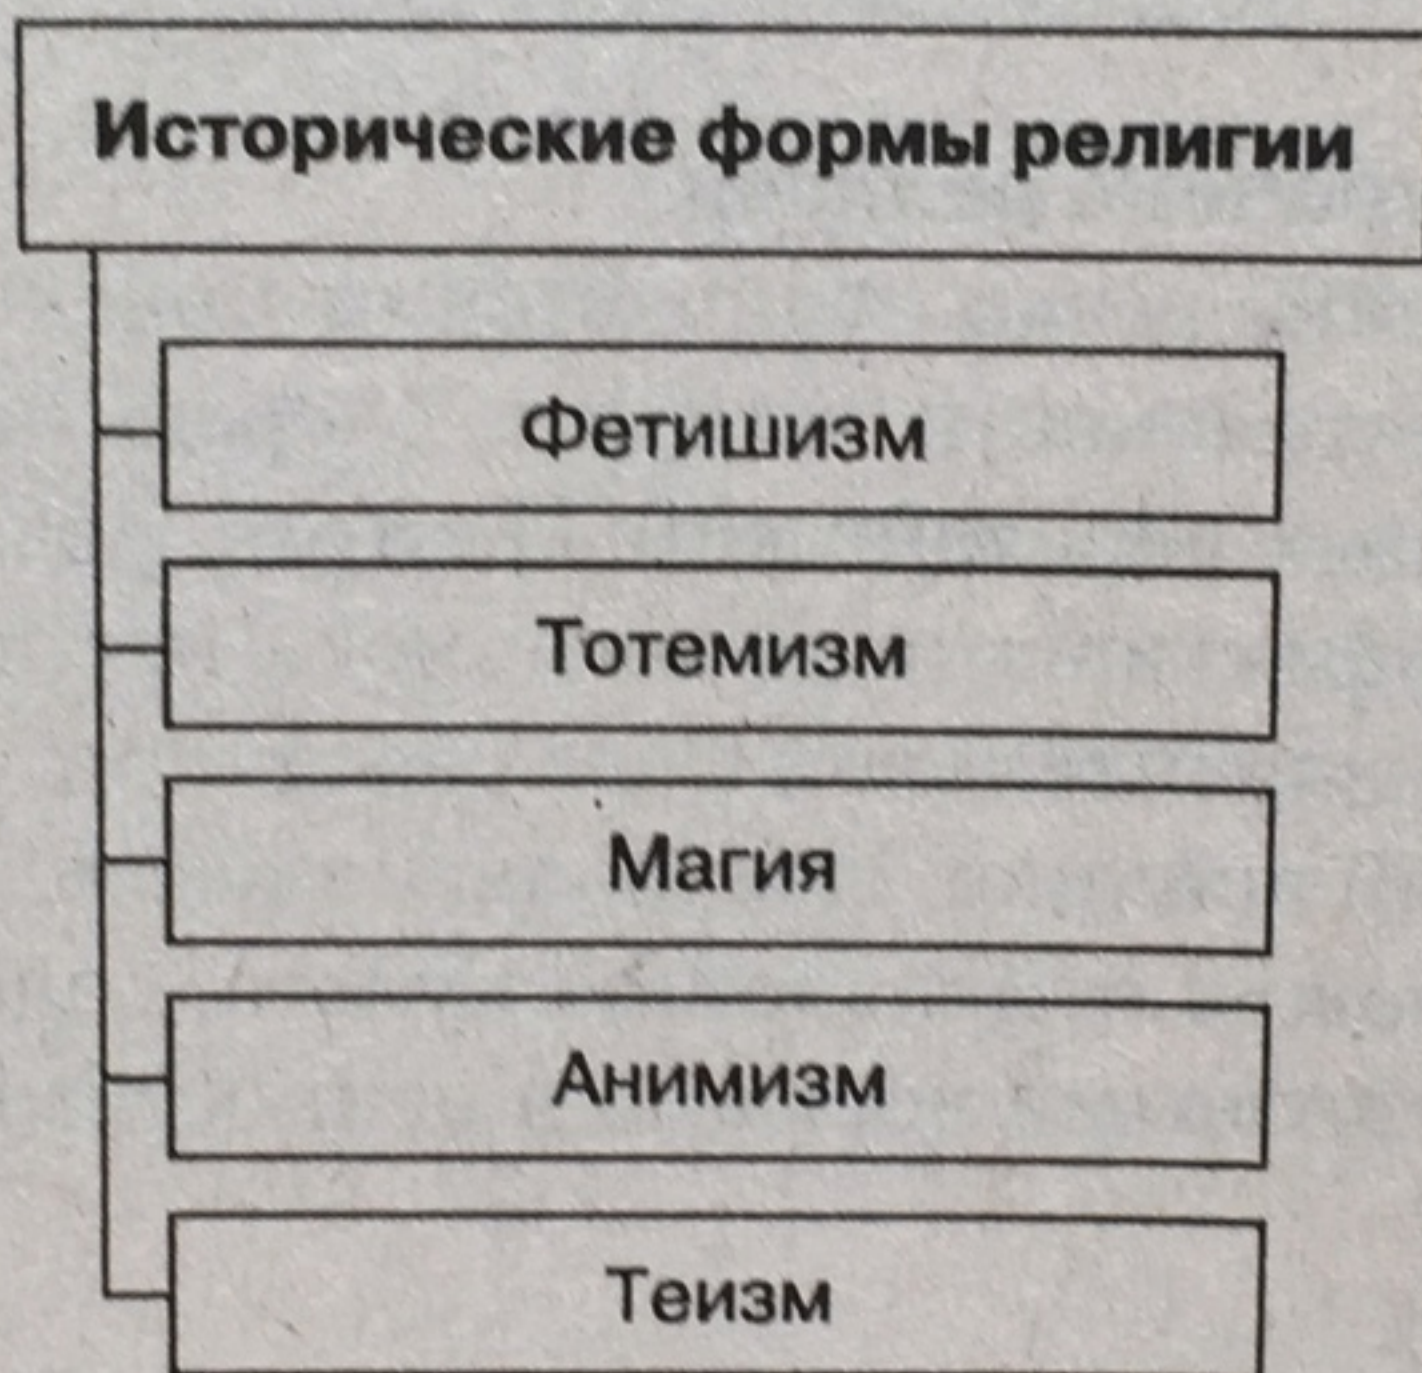 Исторические формы религии
Фетишизм
Тотемизм
Магия
Анимизм
Теизм